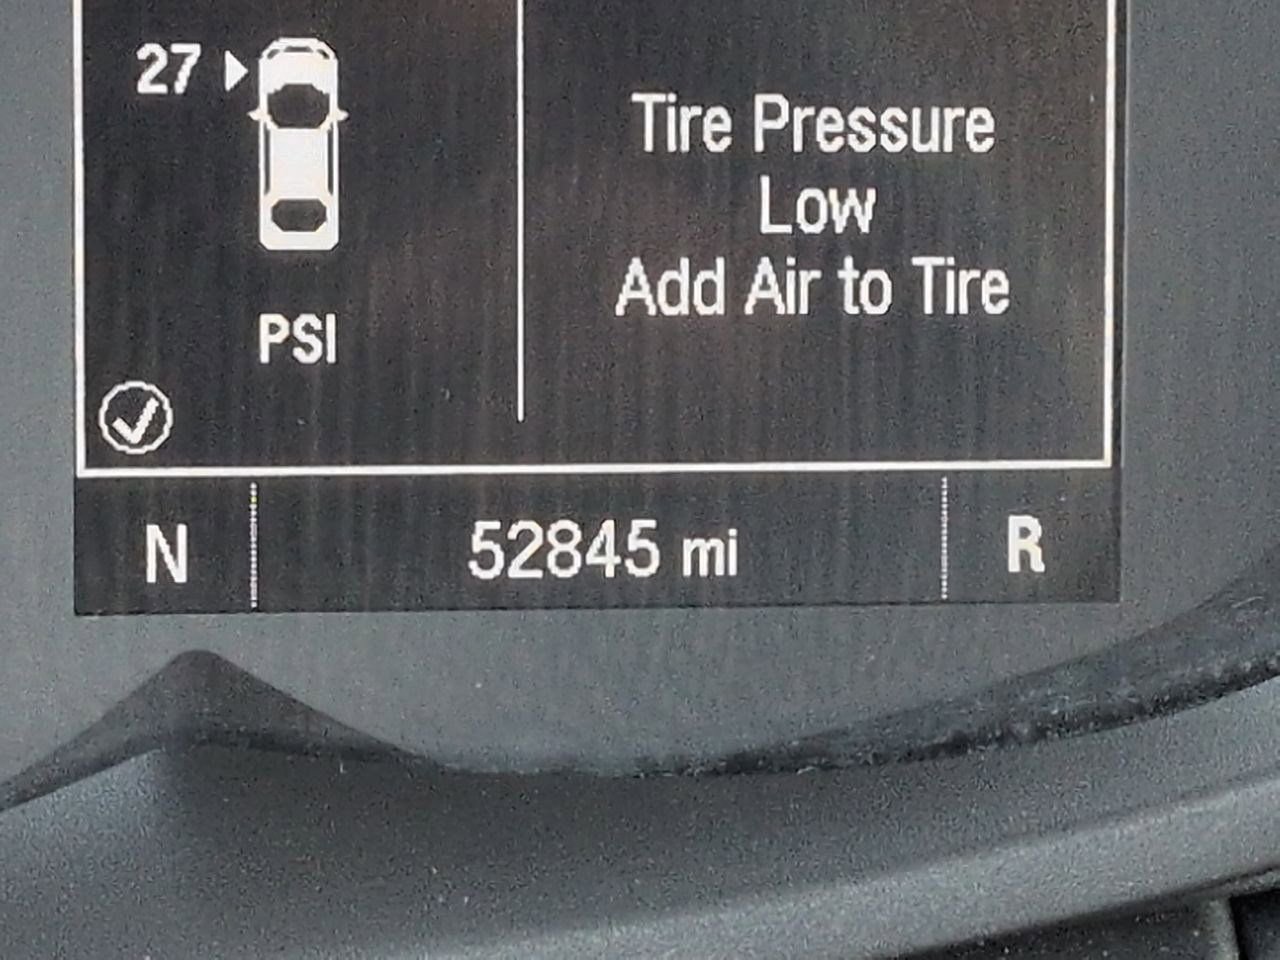 27
PSI
Tire Pressure
Low
Add Air to Tire
N
52845 mi
R